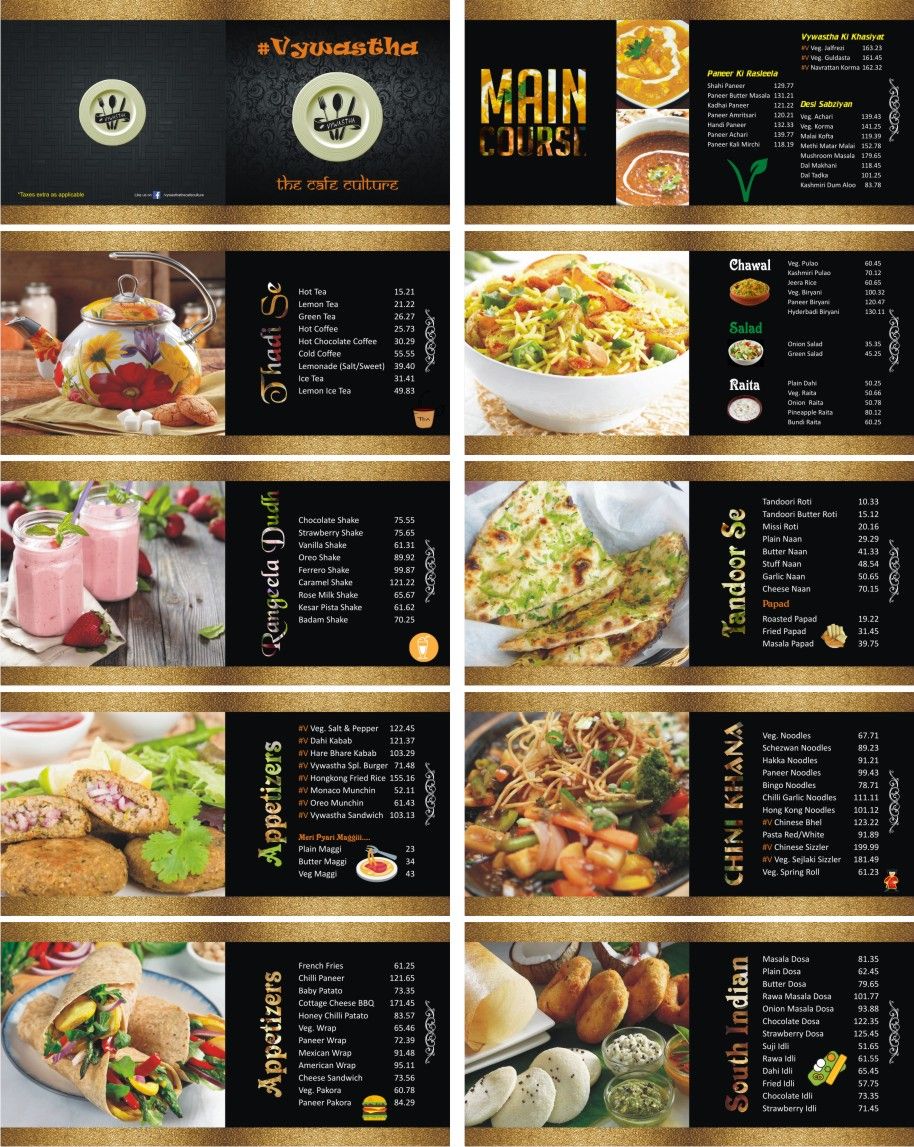 VYWASTHA
*Taxes extra as applicable
Like us on
#Vywastha
VYWASTHA
the cafe culture
MAIN
COURSE
Paneer Ki Rasleela
Shahi Paneer 129.77
Paneer Butter Masala 131.21
Kadhai Paneer 121.22
Paneer Amritsari 120.21
Handi Paneer 132.33
Paneer Achari 139.77
Paneer Kali Mirchi 118.19
V
Vywastha Ki Khasiyat
#V Veg. Jalfrezi 163.23
#V Veg. Guldasta 161.45
#V Navrattan Korma 162.32
Desi Sabziyan
Veg. Achari 139.43
Veg. Korma 141.25
Malai Kofta 119.39
Methi Matar Malai 152.78
Mushroom Masala 179.65
Dal Makhani 118.45
Dal Tadka 101.25
Kashmiri Dum Aloo 83.78
Thadi Se
Hot Tea 15.21
Lemon Tea 21.22
Green Tea 26.27
Hot Coffee 25.73
Hot Chocolate Coffee 30.29
Cold Coffee 55.55
Lemonade (Salt/Sweet) 39.40
Ice Tea 31.41
Lemon Ice Tea 49.83
TEA
Chawal
Veg. Pulao 60.45
Kashmiri Pulao 70.12
Jeera Rice 60.65
Veg. Biryani 100.32
Paneer Biryani 120.47
Hyderbadi Biryani 130.11
Salad
Onion Salad 35.35
Green Salad 45.25
Raita
Plain Dahi 50.25
Veg. Raita 50.66
Onion Raita 50.78
Pineapple Raita 80.12
Bundi Raita 60.25
Rangeela Dudh
Chocolate Shake 75.55
Strawberry Shake 75.65
Vanilla Shake 61.31
Oreo Shake 89.92
Ferrero Shake 99.87
Caramel Shake 121.22
Rose Milk Shake 65.67
Kesar Pista Shake 61.62
Badam Shake 70.25
Tandoor Se
Tandoori Roti 10.33
Tandoori Butter Roti 15.12
Missi Roti 20.16
Plain Naan 29.29
Butter Naan 41.33
Stuff Naan 48.54
Garlic Naan 50.65
Cheese Naan 70.15
Papad
Roasted Papad 19.22
Fried Papad 31.45
Masala Papad 39.75
Appetizers
#V Veg. Salt & Pepper 122.45
#V Dahi Kabab 121.37
#V Hare Bhare Kabab 103.29
#V Vywastha Spl. Burger 71.48
#V Hongkong Fried Rice 155.16
#V Monaco Munchin 52.11
#V Oreo Munchin 61.43
#V Vywastha Sandwich 103.13
Meri Pyari Maggiii....
Plain Maggi 23
Butter Maggi 34
Veg Maggi 43
CHINI KHANA
Veg. Noodles 67.71
Schezwan Noodles 89.23
Hakka Noodles 91.21
Paneer Noodles 99.43
Bingo Noodles 78.71
Chilli Garlic Noodles 111.11
Hong Kong Noodles 101.12
#V Chinese Bhel 123.22
Pasta Red/White 91.89
#V Chinese Sizzler 199.99
#V Veg. Sejlaki Sizzler 181.49
Veg. Spring Roll 61.23
Appetizers
French Fries 61.25
Chilli Paneer 121.65
Baby Patato 73.35
Cottage Cheese BBQ 171.45
Honey Chilli Patato 83.57
Veg. Wrap 65.46
Paneer Wrap 72.39
Mexican Wrap 91.48
American Wrap 95.11
Cheese Sandwich 73.56
Veg. Pakora 60.78
Paneer Pakora 84.29
South Indian
Masala Dosa 81.35
Plain Dosa 62.45
Butter Dosa 79.65
Rawa Masala Dosa 101.77
Onion Masala Dosa 93.88
Chocolate Dosa 122.35
Strawberry Dosa 125.45
Suji Idli 51.65
Rawa Idli 61.55
Dahi Idli 65.45
Fried Idli 57.75
Chocolate Idli 73.35
Strawberry Idli 71.45